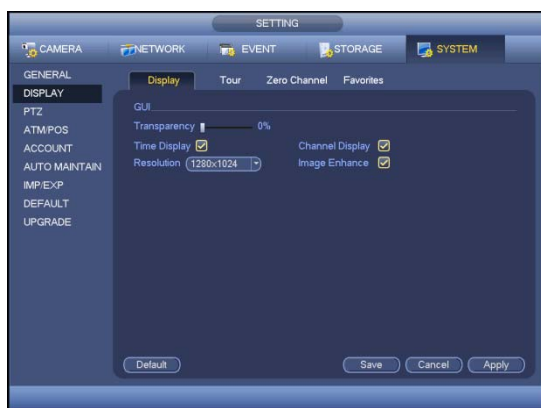 SETTING
CAMERA NETWORK EVENT STORAGE SYSTEM
GENERAL
DISPLAY
PTZ
ATM/POS
ACCOUNT
AUTO MAINTAIN
IMP/EXP
DEFAULT
UPGRADE
Display Tour Zero Channel Favorites
GUI
Transparency 0%
Time Display Channel Display
Resolution 1280x1024 Image Enhance
Default Save Cancel Apply